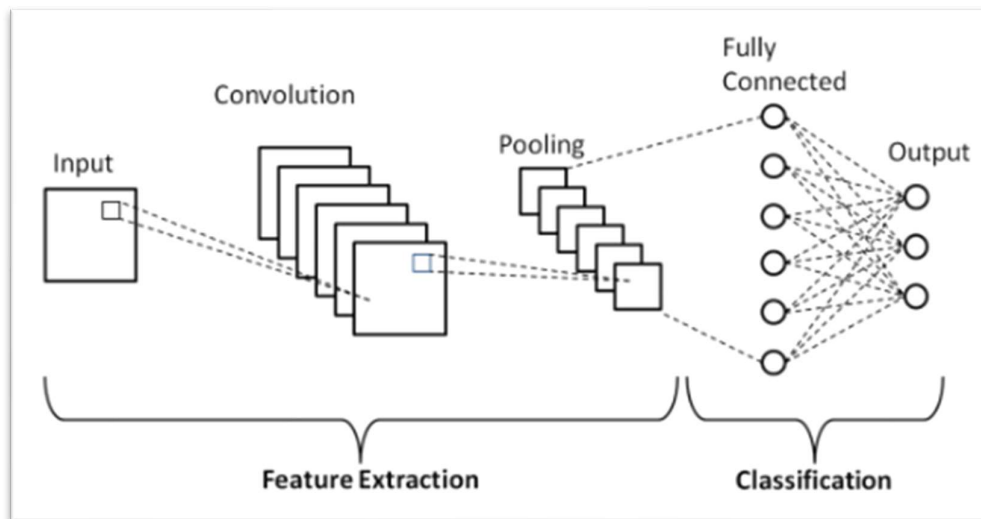 Input
Convolution
Pooling
Fully
Connected
Output
Feature Extraction
Classification